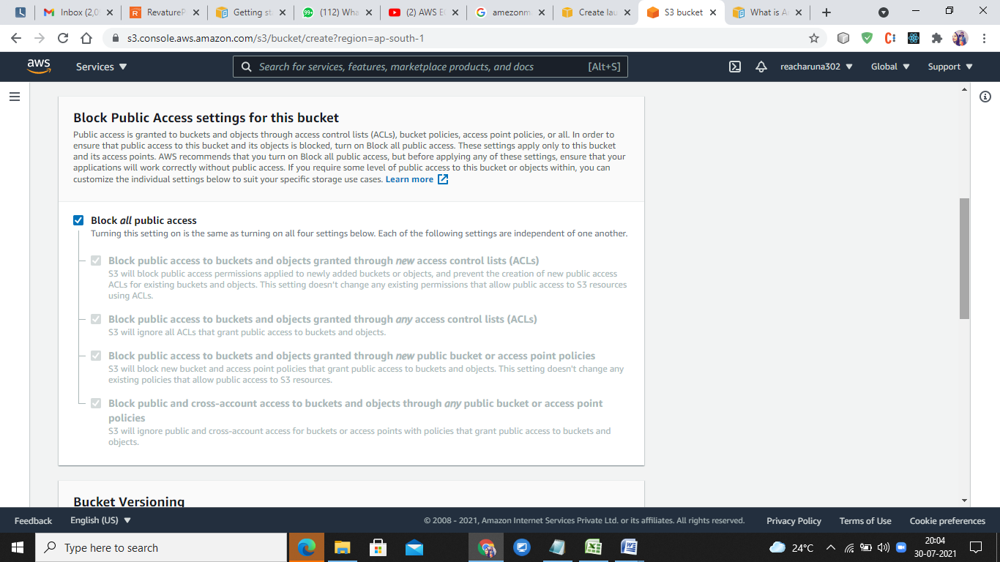 Inbox (2,0
RevatureP
Getting st
(112) Wha
(2) AWS EC
amezonm
Create lau
S3 bucket
What is A
s3.console.aws.amazon.com/s3/bucket/create?region=ap-south-1
aws
Services
Search for services, features, marketplace products, and docs
[Alt+S]
reacharuna302
Global
Support
Block Public Access settings for this bucket
Public access is granted to buckets and objects through access control lists (ACLs), bucket policies, access point policies, or all. In order to
ensure that public access to this bucket and its objects is blocked, turn on Block all public access. These settings apply only to this bucket
and its access points. AWS recommends that you turn on Block all public access, but before applying any of these settings, ensure that your
applications will work correctly without public access. If you require some level of public access to this bucket or objects within, you can
customize the individual settings below to suit your specific storage use cases. Learn more
Block all public access
Turning this setting on is the same as turning on all four settings below. Each of the following settings are independent of one another.
Block public access to buckets and objects granted through new access control lists (ACLs)
S3 will block public access permissions applied to newly added buckets or objects, and prevent the creation of new public access
ACLs for existing buckets and objects. This setting doesn't change any existing permissions that allow public access to S3 resources
using ACLs.
Block public access to buckets and objects granted through any access control lists (ACLs)
S3 will ignore all ACLs that grant public access to buckets and objects.
Block public access to buckets and objects granted through new public bucket or access point policies
S3 will block new bucket and access point policies that grant public access to buckets and objects. This setting doesn't change any
existing policies that allow public access to S3 resources.
Block public and cross-account access to buckets and objects through any public bucket or access point
policies
S3 will ignore public and cross-account access for buckets or access points with policies that grant public access to buckets and
objects.
Bucket Versioning
Feedback
English (US)
© 2008 - 2021, Amazon Internet Services Private Ltd. or its affiliates. All rights reserved.
Privacy Policy
Terms of Use
Cookie preferences
Type here to search
24°C
20:04
30-07-2021